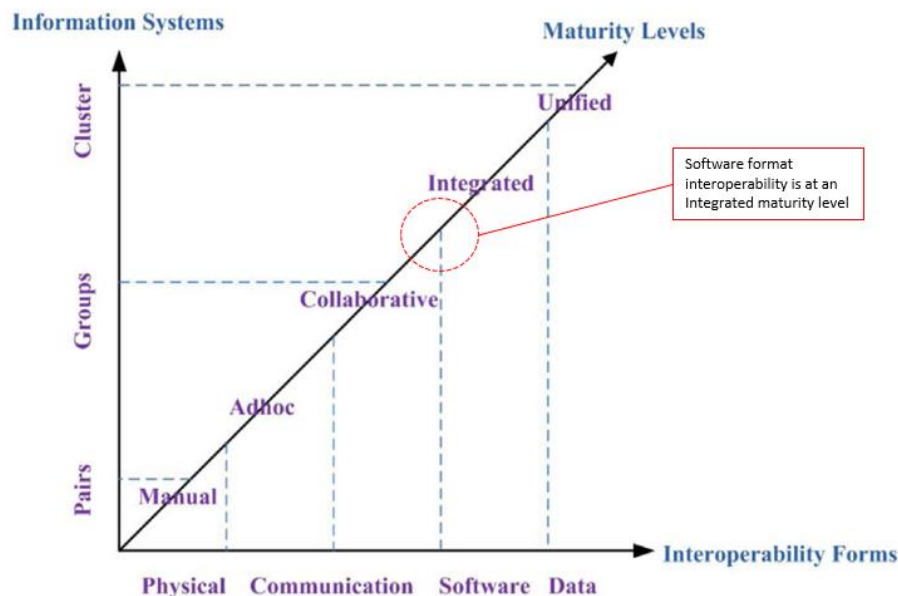 Information Systems
Maturity Levels
Cluster
Unified
Software format
interoperability is at an
Integrated maturity level
Integrated
Groups
Collaborative
Adhoc
Pairs
Manual
Interoperability Forms
Physical Communication Software Data